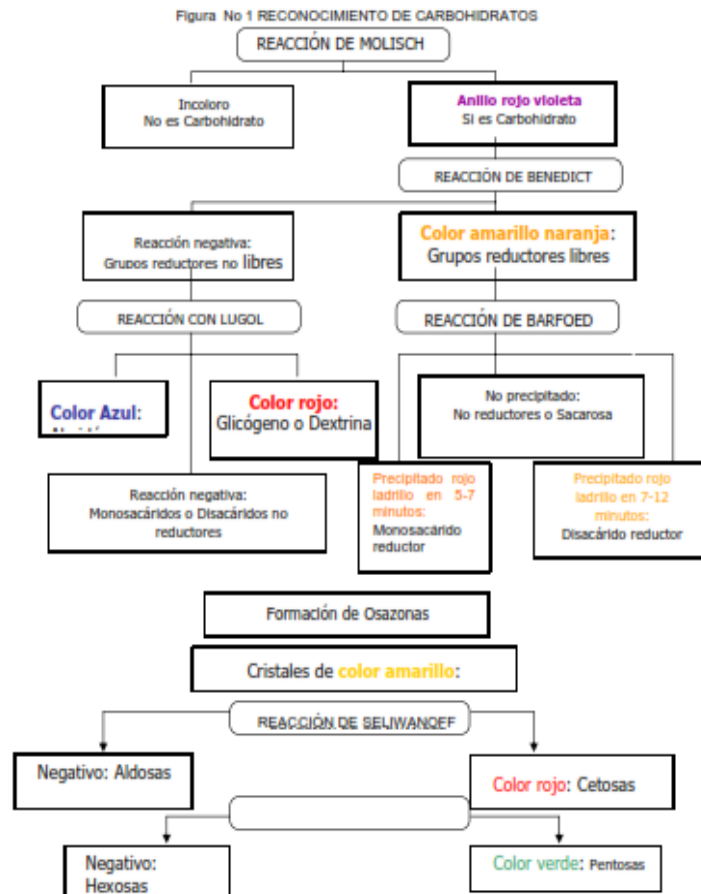 Figura No 1 RECONOCIMIENTO DE CARBOHIDRATOS
REACCIÓN DE MOLISCH
Incoloro
No es Carbohidrato
Anillo rojo violeta
Si es Carbohidrato
REACCIÓN DE BENEDICT
Reacción negativa:
Grupos reductores no libres
Color amarillo naranja:
Grupos reductores libres
REACCIÓN CON LUGOL
REACCIÓN DE BARFOED
Color Azul:
Color rojo:
Glicógeno o Dextrina
No precipitado:
No reductores o Sacarosa
Reacción negativa:
Monosacáridos o Disacáridos no
reductores
Precipitado rojo
ladrillo en 5-7
minutos:
Monosacárido
reductor
Precipitado rojo
ladrillo en 7-12
minutos:
Disacárido reductor
Formación de Osazonas
Cristales de color amarillo:
REACCIÓN DE SELIWANOFF
Negativo: Aldosas
Color rojo: Cetosas
Negativo:
Hexosas
Color verde: Pentosas